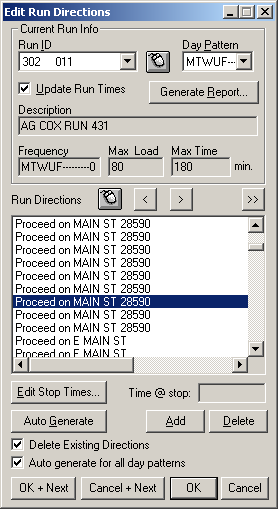 Edit Run Directions
Current Run Info
Run ID
Day Pattern
302 011
MTWUF---
Update Run Times
Generate Report...
Description
AG COX RUN 431
Frequency
Max Load
Max Time
MTWUF---------0
80
180
min.
Run Directions
<
>
>>
Proceed on MAIN ST 28590
Proceed on MAIN ST 28590
Proceed on MAIN ST 28590
Proceed on MAIN ST 28590
Proceed on MAIN ST 28590
Proceed on MAIN ST 28590
Proceed on MAIN ST 28590
Proceed on MAIN ST 28590
Proceed on MAIN ST 28590
Proceed on E MAIN ST
Proceed on E MAIN ST
Edit Stop Times...
Time @ stop:
Auto Generate
Add
Delete
Delete Existing Directions
Auto generate for all day patterns
OK + Next
Cancel + Next
OK
Cancel